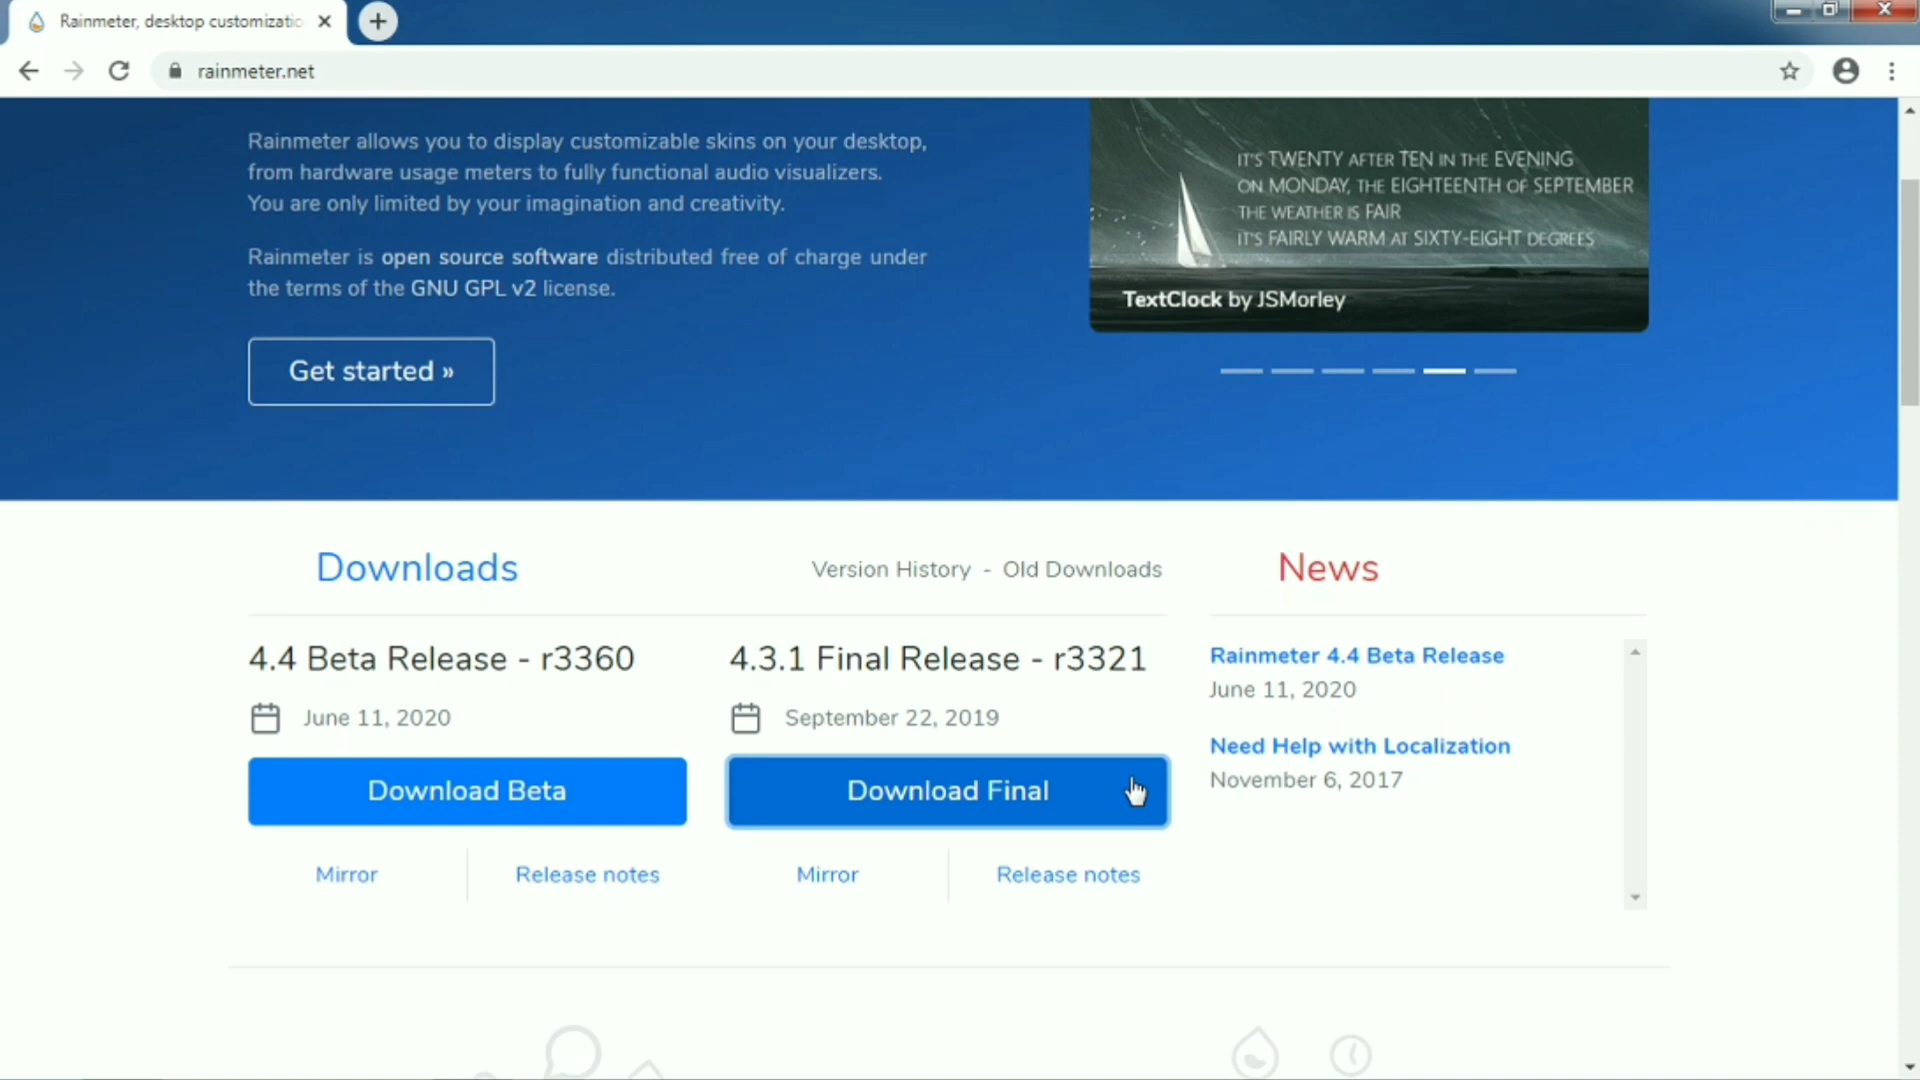 Rainmeter, desktop customizatio
rainmeter.net
Rainmeter allows you to display customizable skins on your desktop,
from hardware usage meters to fully functional audio visualizers.
You are only limited by your imagination and creativity.
Rainmeter is open source software distributed free of charge under
the terms of the GNU GPL v2 license.
Get started »
IT'S TWENTY AFTER TEN IN THE EVENING
ON MONDAY, THE EIGHTEENTH OF SEPTEMBER
THE WEATHER IS FAIR
IT'S FAIRLY WARM AT SIXTY-EIGHT DEGREES
TextClock by JSMorley
Downloads
Version History - Old Downloads
4.4 Beta Release - r3360
June 11, 2020
Download Beta
Mirror
Release notes
4.3.1 Final Release - r3321
September 22, 2019
Download Final
Mirror
Release notes
News
Rainmeter 4.4 Beta Release
June 11, 2020
Need Help with Localization
November 6, 2017